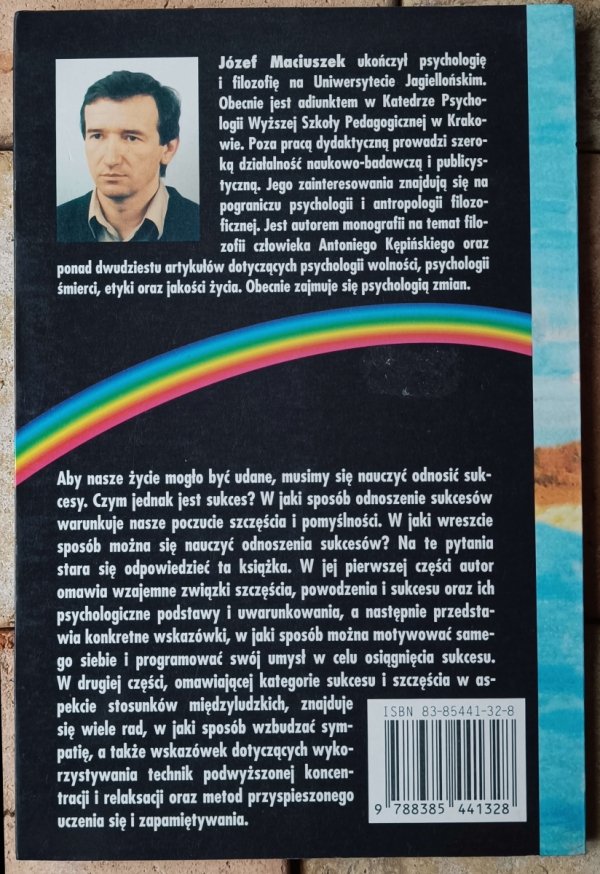 Józef Maciuszek ukończył psychologię
i filozofię na Uniwersytecie Jagiellońskim.
Obecnie jest adiunktem w Katedrze Psycho-
logii Wyższej Szkoły Pedagogicznej w Krako-
wie. Poza pracą dydaktyczną prowadzi szero-
ką działalność naukowo-badawczą i publicys-
tyczną. Jego zainteresowania znajdują się na
pograniczu psychologii i antropologii filozo-
ficznej. Jest autorem monografii na temat filo-
zofii człowieka Antoniego Kępińskiego oraz
ponad dwudziestu artykułów dotyczących psychologii wolności, psychologii
śmierci, etyki oraz jakości życia. Obecnie zajmuje się psychologią zmian.
Aby nasze życie mogło być udane, musimy się nauczyć odnosić suk-
cesy. Czym jednak jest sukces? W jaki sposób odnoszenie sukcesów
warunkuje nasze poczucie szczęścia i pomyślności. W jaki wreszcie
sposób można się nauczyć odnoszenia sukcesów? Na te pytania
stara się odpowiedzieć ta książka. W jej pierwszej części autor
omawia wzajemne związki szczęścia, powodzenia i sukcesu oraz ich
psychologiczne podstawy i uwarunkowania, a następnie przedsta-
wia konkretne wskazówki, w jaki sposób można motywować same-
go siebie i programować swój umysł w celu osiągnięcia sukcesu.
W drugiej części, omawiającej kategorie sukcesu i szczęścia w as-
pekcie stosunków międzyludzkich, znajduje
się wiele rad, w jaki sposób wzbudzać sym-
patię, a także wskazówek dotyczących wyko-
rzystywania technik podwyższonej koncen-
tracji i relaksacji oraz metod przyspieszonego
uczenia się i zapamiętywania.
ISBN 83-85441-32-8
9 788385 441328